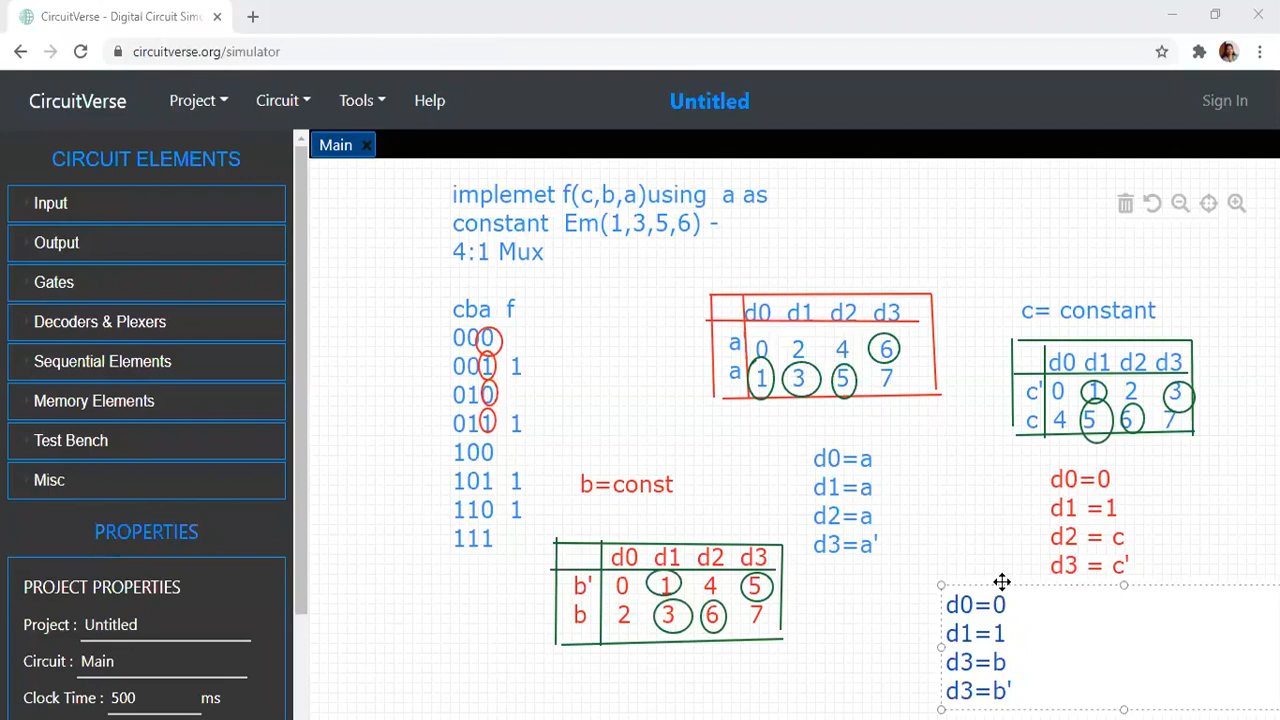 CircuitVerse - Digital Circuit Simu
circuitverse.org/simulator
CircuitVerse
Project
Circuit
Tools
Help
Untitled
Sign In
CIRCUIT ELEMENTS
Input
Output
Gates
Decoders & Plexers
Sequential Elements
Memory Elements
Test Bench
Misc
PROPERTIES
PROJECT PROPERTIES
Project : Untitled
Circuit : Main
Clock Time : 500 ms
Main
implemet f(c,b,a)using a as
constant Em(1,3,5,6) -
4:1 Mux
cba f
000
001 1
010
011 1
100
101 1
110 1
111
d0 d1 d2 d3
a 0 2 4 6
a 1 3 5 7
d0=a
d1=a
d2=a
d3=a'
b=const
d0 d1 d2 d3
b' 0 1 4 5
b 2 3 6 7
c= constant
d0 d1 d2 d3
c' 0 1 2 3
c 4 5 6 7
d0=0
d1 =1
d2 = c
d3 = c'
d0=0
d1=1
d3=b
d3=b'